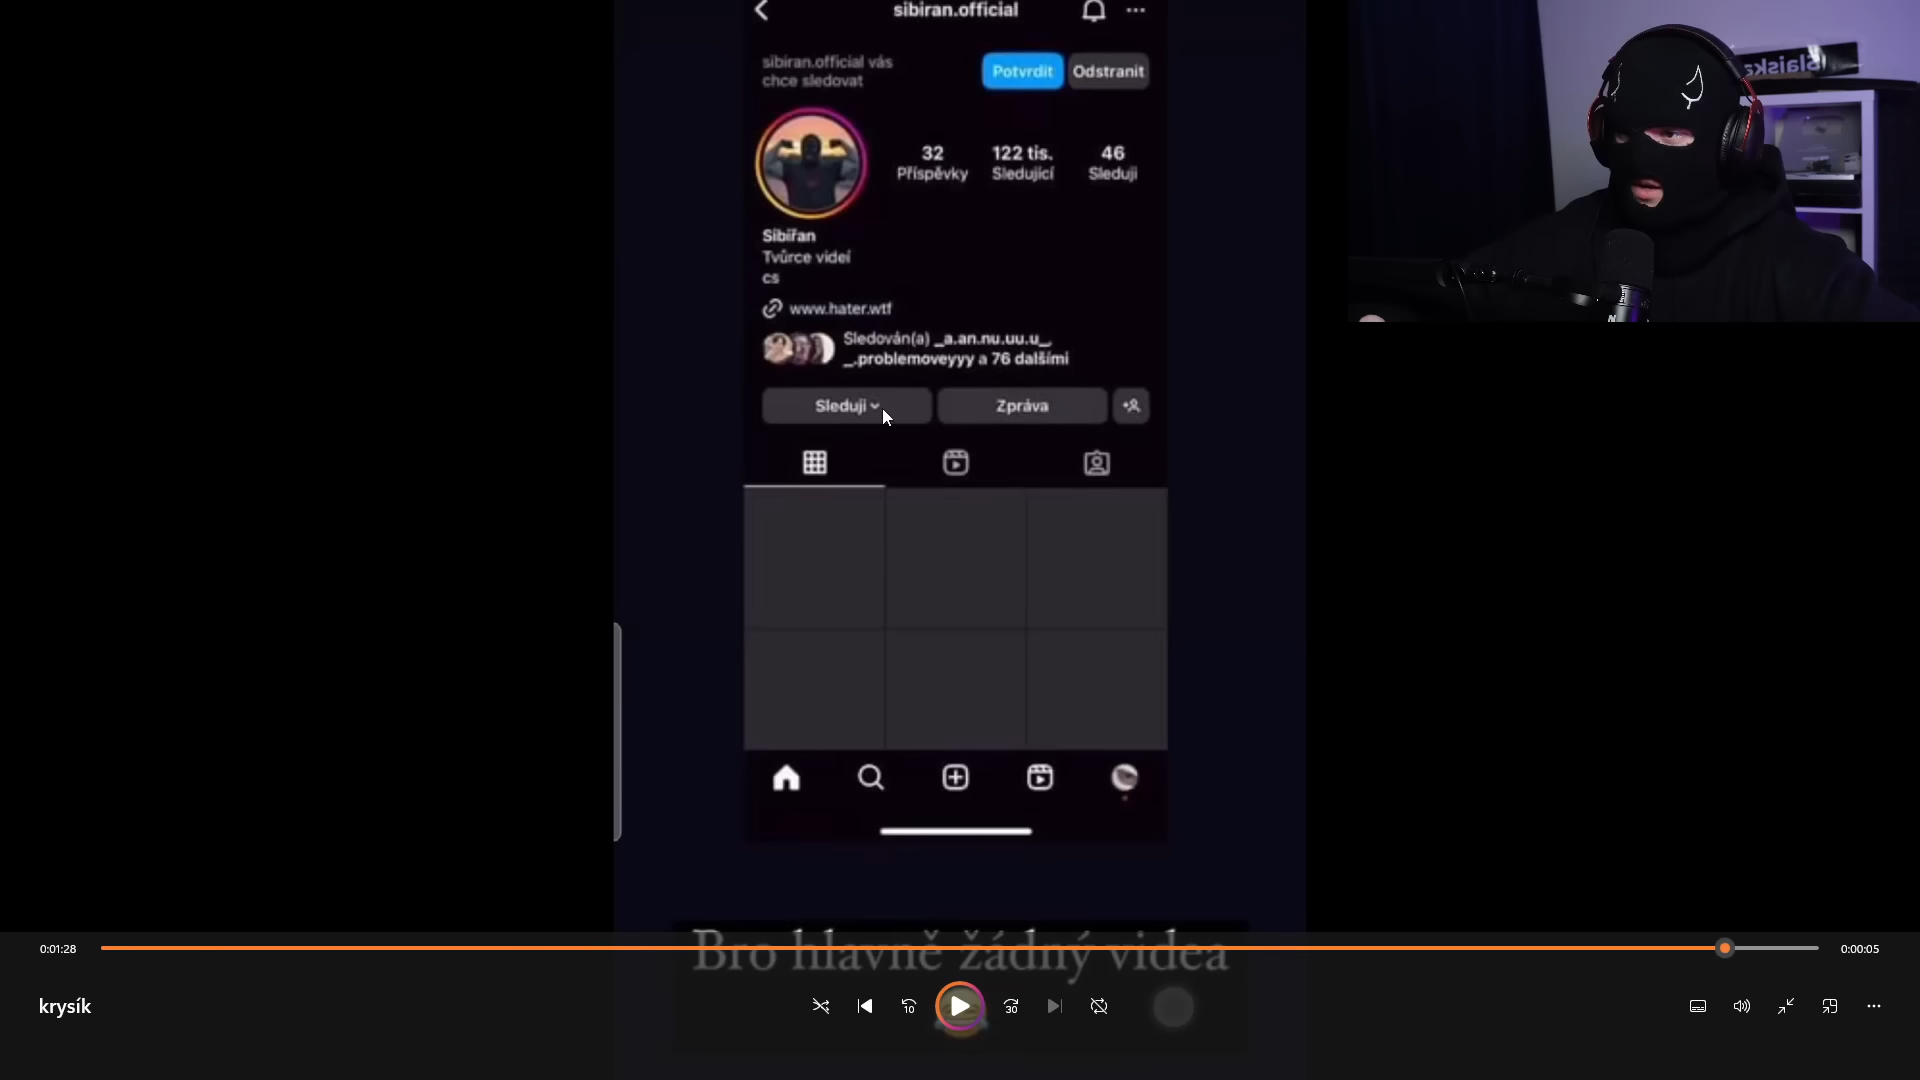 sibiran.official
sibiran.official vás
chce sledovat
Potvrdit
Odstranit
32
Příspěvky
122 tis.
Sledující
46
Sleduji
Sibiřan
Tvůrce videí
cs
www.hater.wtf
Sledován(a) _a.an.nu.uu.u_,
_.problemoveyyy a 76 dalšími
Sleduji
Zpráva
Bro hlavně žádný videa
0:01:28
0:00:05
krysík
10
30